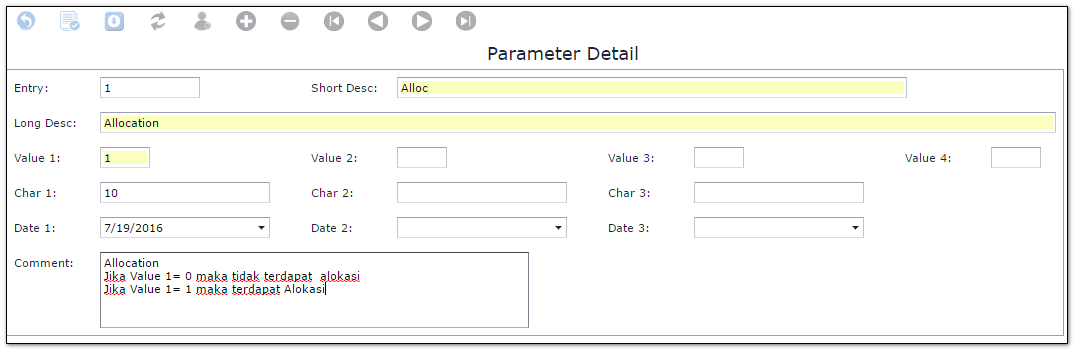 Parameter Detail
Entry: 1 Short Desc: Alloc
Long Desc: Allocation
Value 1: 1 Value 2: Value 3: Value 4:
Char 1: 10 Char 2: Char 3:
Date 1: 7/19/2016 Date 2: Date 3:
Comment: Allocation
Jika Value 1= 0 maka tidak terdapat  alokasi
Jika Value 1= 1 maka terdapat Alokasi